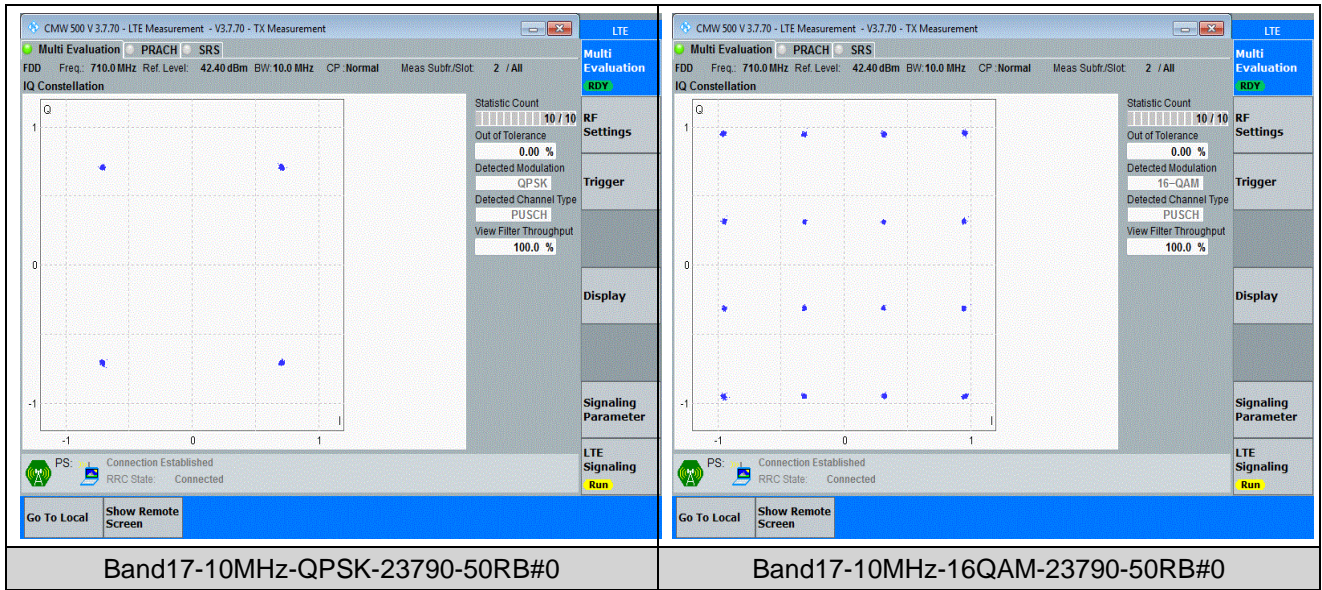 CMW 500 V 3.7.70 - LTE Measurement - V3.7.70 - TX Measurement
Multi Evaluation PRACH SRS
FDD Freq.: 710.0 MHz Ref. Level: 42.40 dBm BW: 10.0 MHz CP : Normal Meas Subfr./Slot: 2 / All
IQ Constellation
Q
1
0
-1
-1 0 1
I
Statistic Count
10 / 10
Out of Tolerance
0.00 %
Detected Modulation
QPSK
Detected Channel Type
PUSCH
View Filter Throughput
100.0 %
PS: Connection Established
RRC State: Connected
Go To Local
Show Remote
Screen
LTE
Multi
Evaluation
RDY
RF
Settings
Trigger
Display
Signaling
Parameter
LTE
Signaling
Run
Band17-10MHz-QPSK-23790-50RB#0
CMW 500 V 3.7.70 - LTE Measurement - V3.7.70 - TX Measurement
Multi Evaluation PRACH SRS
FDD Freq.: 710.0 MHz Ref. Level: 42.40 dBm BW: 10.0 MHz CP : Normal Meas Subfr./Slot: 2 / All
IQ Constellation
Q
1
0
-1
-1 0 1
I
Statistic Count
10 / 10
Out of Tolerance
0.00 %
Detected Modulation
16-QAM
Detected Channel Type
PUSCH
View Filter Throughput
100.0 %
PS: Connection Established
RRC State: Connected
Go To Local
Show Remote
Screen
LTE
Multi
Evaluation
RDY
RF
Settings
Trigger
Display
Signaling
Parameter
LTE
Signaling
Run
Band17-10MHz-16QAM-23790-50RB#0